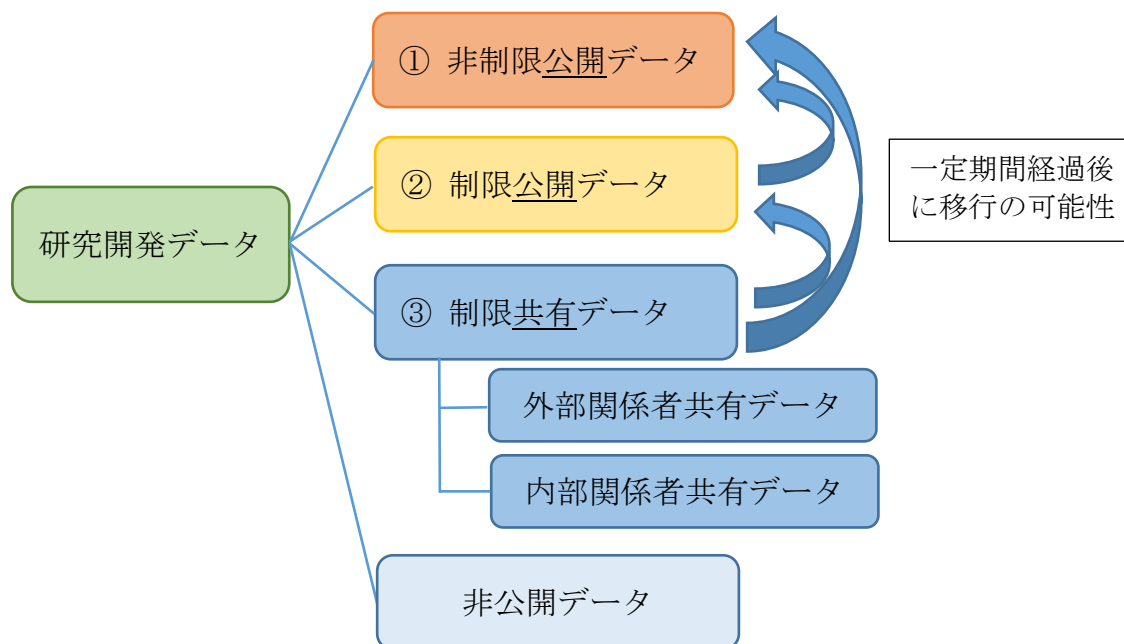 ① 非制限公開データ
② 制限公開データ
一定期間経過後
に移行の可能性
研究開発データ
③ 制限共有データ
外部関係者共有データ
内部関係者共有データ
非公開データ